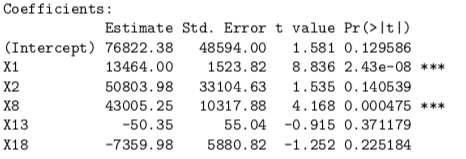 Coefficients:
Estimate Std. Error t value Pr(>|t|)
(Intercept) 76822.38 48594.00 1.581 0.129586
X1 13464.00 1523.82 8.836 2.43e-08 ***
X2 50803.98 33104.63 1.535 0.140539
X8 43005.25 10317.88 4.168 0.000475 ***
X13 -50.35 55.04 -0.915 0.371179
X18 -7359.98 5880.82 -1.252 0.225184